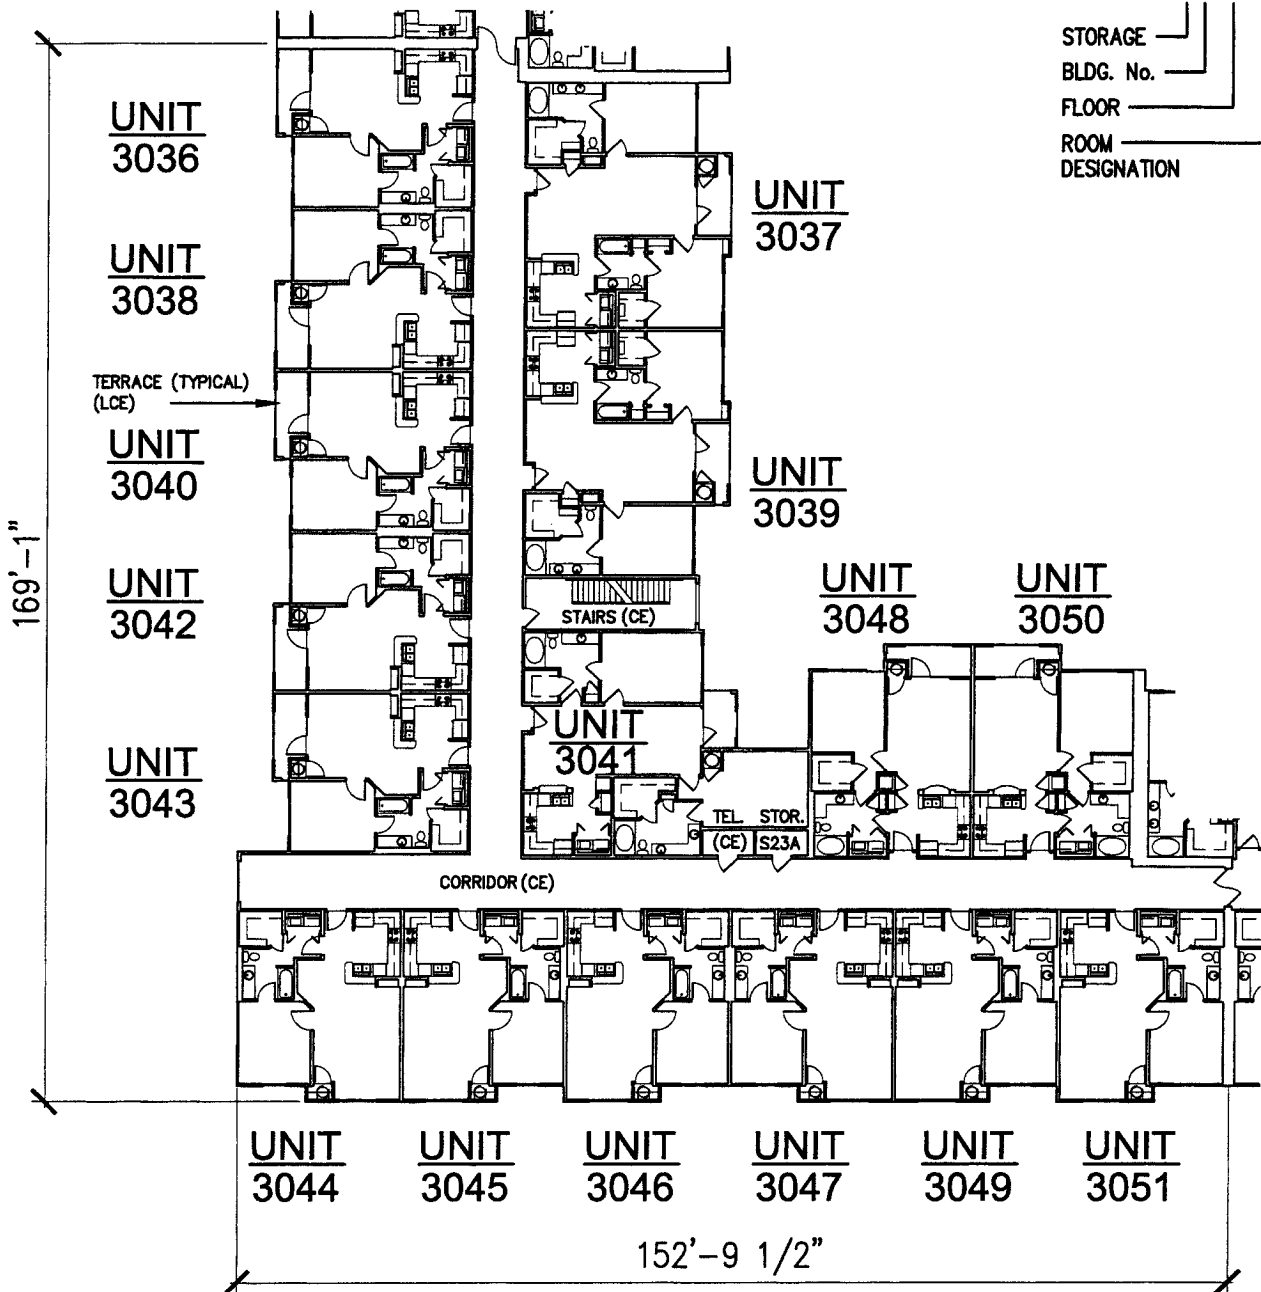 STORAGE
BLDG. No.
FLOOR
ROOM
DESIGNATION
UNIT
3036
UNIT
3037
UNIT
3038
TERRACE (TYPICAL)
(LCE)
UNIT
3040
UNIT
3039
169'-1"
UNIT
3042
STAIRS (CE)
UNIT
3048
UNIT
3050
UNIT
3041
UNIT
3043
TEL. STOR.
(CE) S23A
CORRIDOR (CE)
UNIT
3044
UNIT
3045
UNIT
3046
UNIT
3047
UNIT
3049
UNIT
3051
152'-9 1/2"